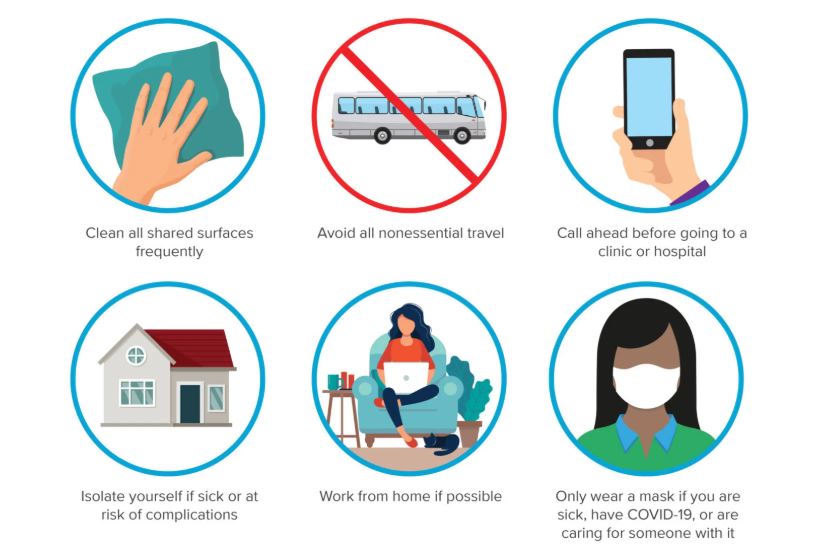 Clean all shared surfaces
frequently
Avoid all nonessential travel
Call ahead before going to a
clinic or hospital
Isolate yourself if sick or at
risk of complications
Work from home if possible
Only wear a mask if you are
sick, have COVID-19, or are
caring for someone with it